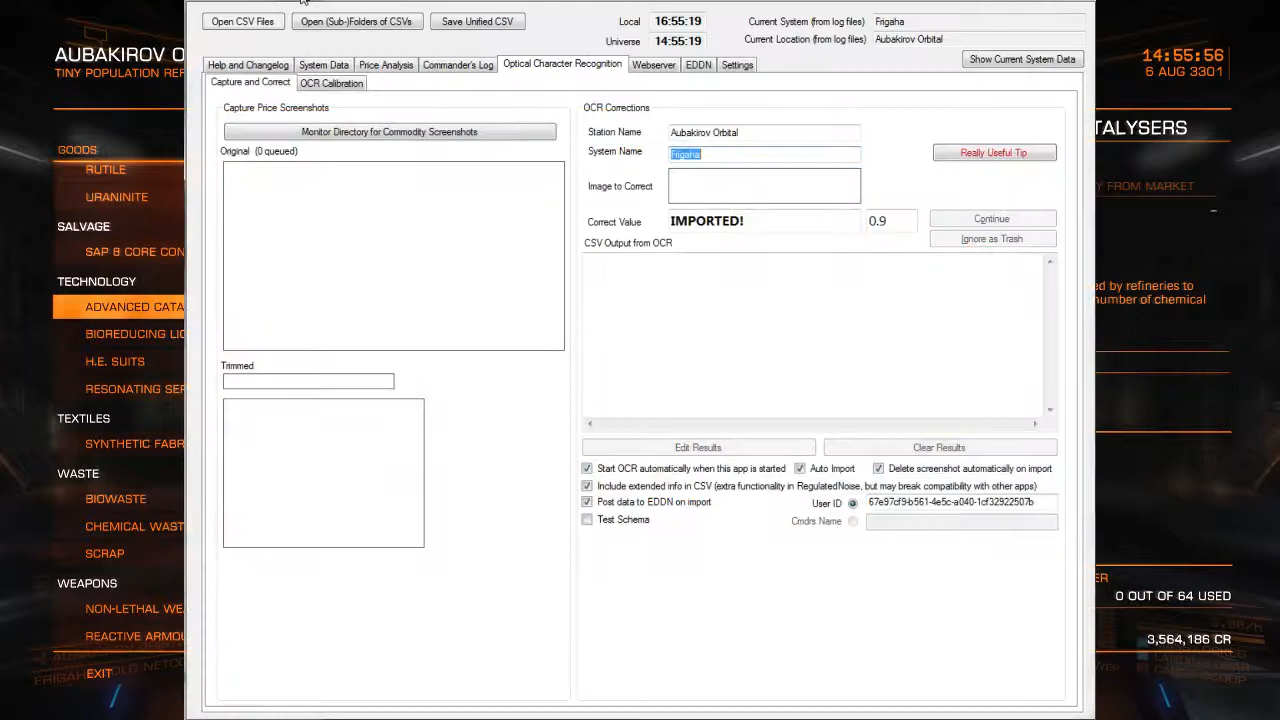 AUBAKIROV O
TINY POPULATION REF
GOODS
RUTILE
URANINITE
SALVAGE
SAP 8 CORE CON
TECHNOLOGY
ADVANCED CATA
BIOREDUCING LIC
H.E. SUITS
RESONATING SEP
TEXTILES
SYNTHETIC FABR
WASTE
BIOWASTE
CHEMICAL WAST
SCRAP
WEAPONS
NON-LETHAL WE
REACTIVE ARMOU
EXIT
Open CSV Files
Open (Sub-)Folders of CSVs
Save Unified CSV
Local 16:55:19
Universe 14:55:19
Current System (from log files) Frigaha
Current Location (from log files) Aubakirov Orbital
Show Current System Data
Help and Changelog
System Data
Price Analysis
Commander's Log
Optical Character Recognition
Webserver
EDDN
Settings
Capture and Correct
OCR Calibration
Capture Price Screenshots
Monitor Directory for Commodity Screenshots
Original (0 queued)
Trimmed
OCR Corrections
Station Name Aubakirov Orbital
System Name Frigaha
Really Useful Tip
Image to Correct
Correct Value IMPORTED! 0.9
Continue
Ignore as Trash
CSV Output from OCR
Edit Results
Clear Results
Start OCR automatically when this app is started
Auto Import
Delete screenshot automatically on import
Include extended info in CSV (extra functionality in RegulatedNoise, but may break compatibility with other apps)
Post data to EDDN on import
User ID 67e97cf9-b561-4e5c-a040-1cf32922507b
Test Schema
Cmdrs Name
14:55:56
6 AUG 3301
TALYSERS
Y FROM MARKET
ed by refineries to
number of chemical
ER
0 OUT OF 64 USED
3,564,186 CR